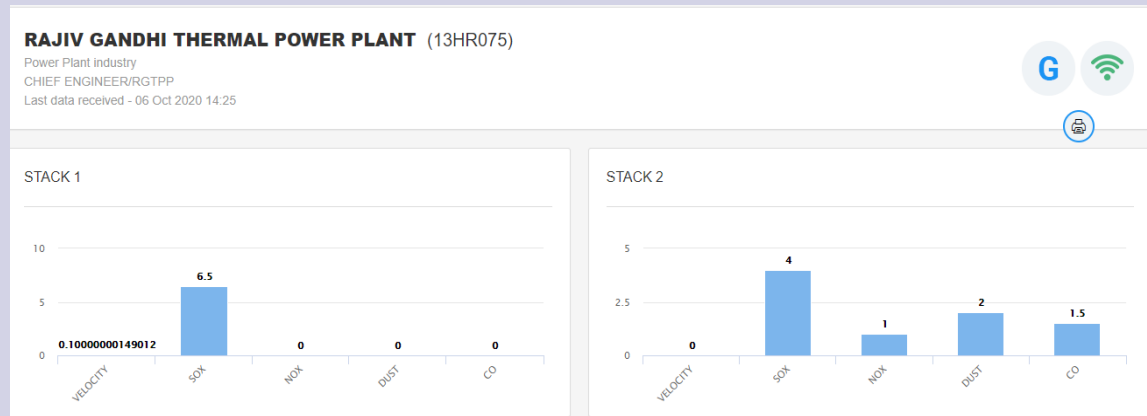 RAJIV GANDHI THERMAL POWER PLANT (13HR075)
Power Plant industry
CHIEF ENGINEER/RGTPP
Last data received - 06 Oct 2020 14:25
G
STACK 1
10
5
0
0.10000000149012
6.5
0
0
0
VELOCITY
SOX
NOX
DUST
CO
STACK 2
5
2.5
0
0
4
1
2
1.5
VELOCITY
SOX
NOX
DUST
CO